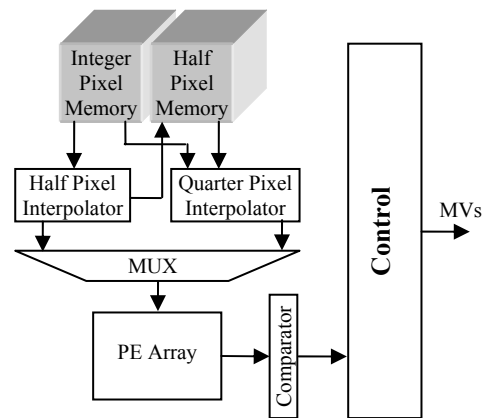 Integer
Pixel
Memory
Half
Pixel
Memory
Half Pixel
Interpolator
Quarter Pixel
Interpolator
MUX
PE Array
Comparator
Control
MVs